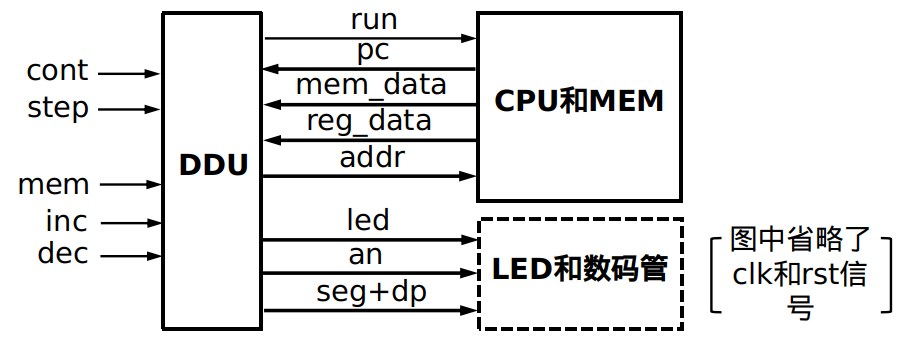 run
pc
mem_data
reg_data
addr
cont
step
mem
inc
dec
DDU
CPU和MEM
led
an
seg+dp
LED和数码管
图中省略了
clk和rst信
号